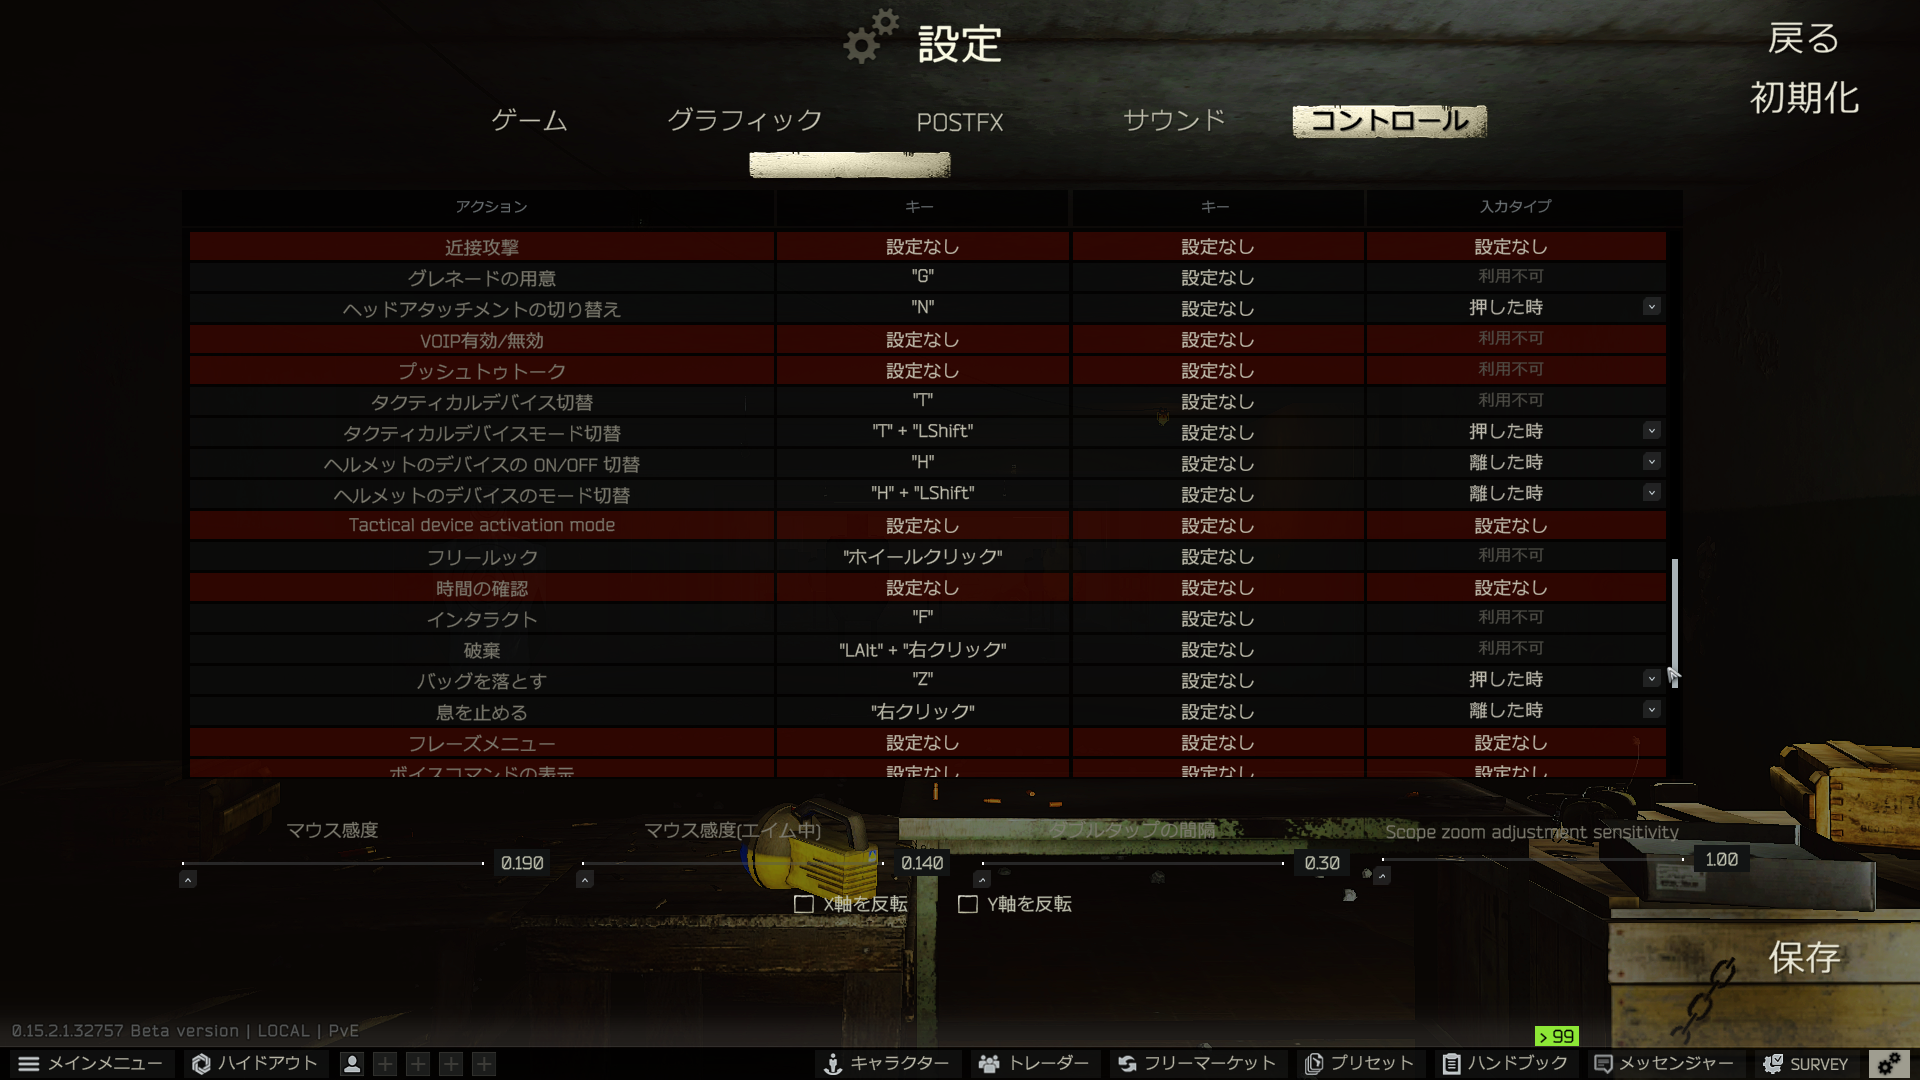 設定
戻る
初期化
ゲーム グラフィック POSTFX サウンド コントロール
アクション キー キー 入力タイプ
近接攻撃 設定なし 設定なし 設定なし
グレネードの用意 "G" 設定なし 利用不可
ヘッドアタッチメントの切り替え "N" 設定なし 押した時
VOIP有効/無効 設定なし 設定なし 利用不可
プッシュトゥトーク 設定なし 設定なし 利用不可
タクティカルデバイス切替 "T" 設定なし 利用不可
タクティカルデバイスモード切替 "T" + "LShift" 設定なし 押した時
ヘルメットのデバイスの ON/OFF 切替 "H" 設定なし 離した時
ヘルメットのデバイスのモード切替 "H" + "LShift" 設定なし 離した時
Tactical device activation mode 設定なし 設定なし 設定なし
フリールック "ホイールクリック" 設定なし 利用不可
時間の確認 設定なし 設定なし 設定なし
インタラクト "F" 設定なし 利用不可
破棄 "LAlt" + "右クリック" 設定なし 利用不可
バッグを落とす "Z" 設定なし 押した時
息を止める "右クリック" 設定なし 離した時
フレーズメニュー 設定なし 設定なし 設定なし
ボイスコマンドの表示 設定なし 設定なし 設定なし
マウス感度 マウス感度(エイム中) ダブルタップの間隔 Scope zoom adjustment sensitivity
0.190 0.140 0.30 1.00
X軸を反転 Y軸を反転
保存
0.15.2.1.32757 Beta version | LOCAL | PvE
> 99
メインメニュー ハイドアウト キャラクター トレーダー フリーマーケット プリセット ハンドブック メッセンジャー SURVEY